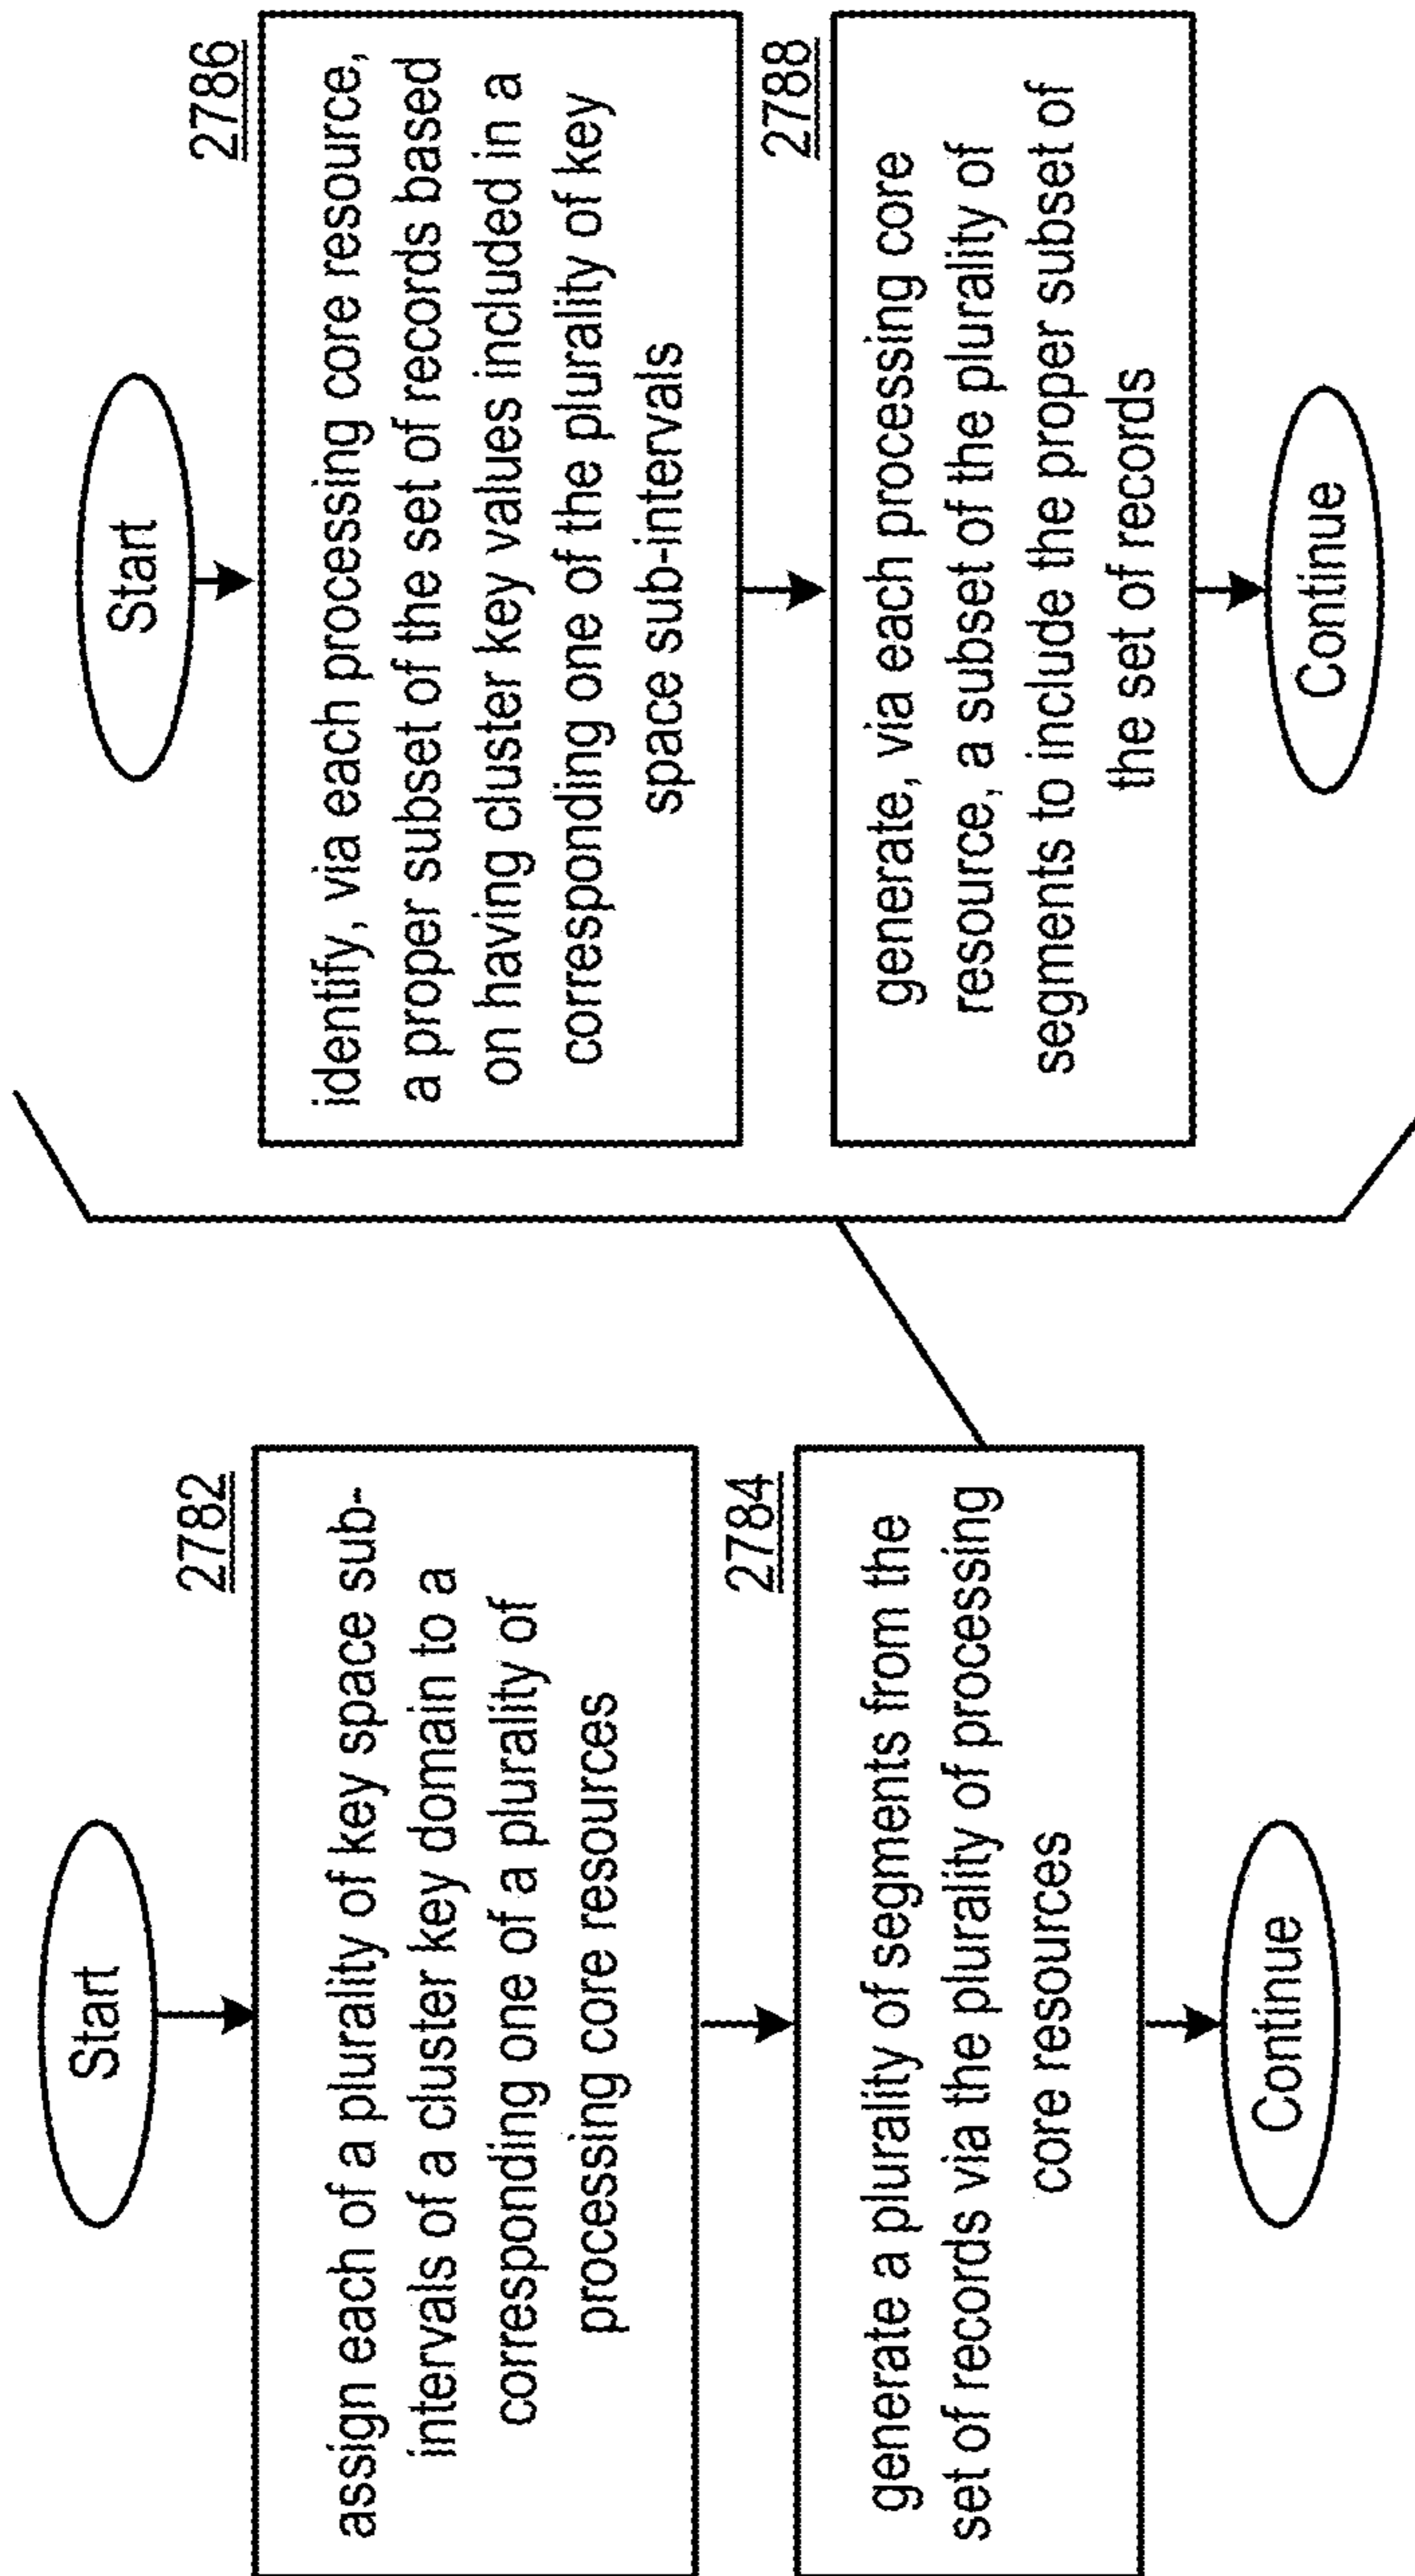 Start
2782
assign each of a plurality of key space sub-
intervals of a cluster key domain to a
corresponding one of a plurality of
processing core resources
2784
generate a plurality of segments from the
set of records via the plurality of processing
core resources
Continue
Start
2786
identify, via each processing core resource,
a proper subset of the set of records based
on having cluster key values included in a
corresponding one of the plurality of key
space sub-intervals
2788
generate, via each processing core
resource, a subset of the plurality of
segments to include the proper subset of
the set of records
Continue